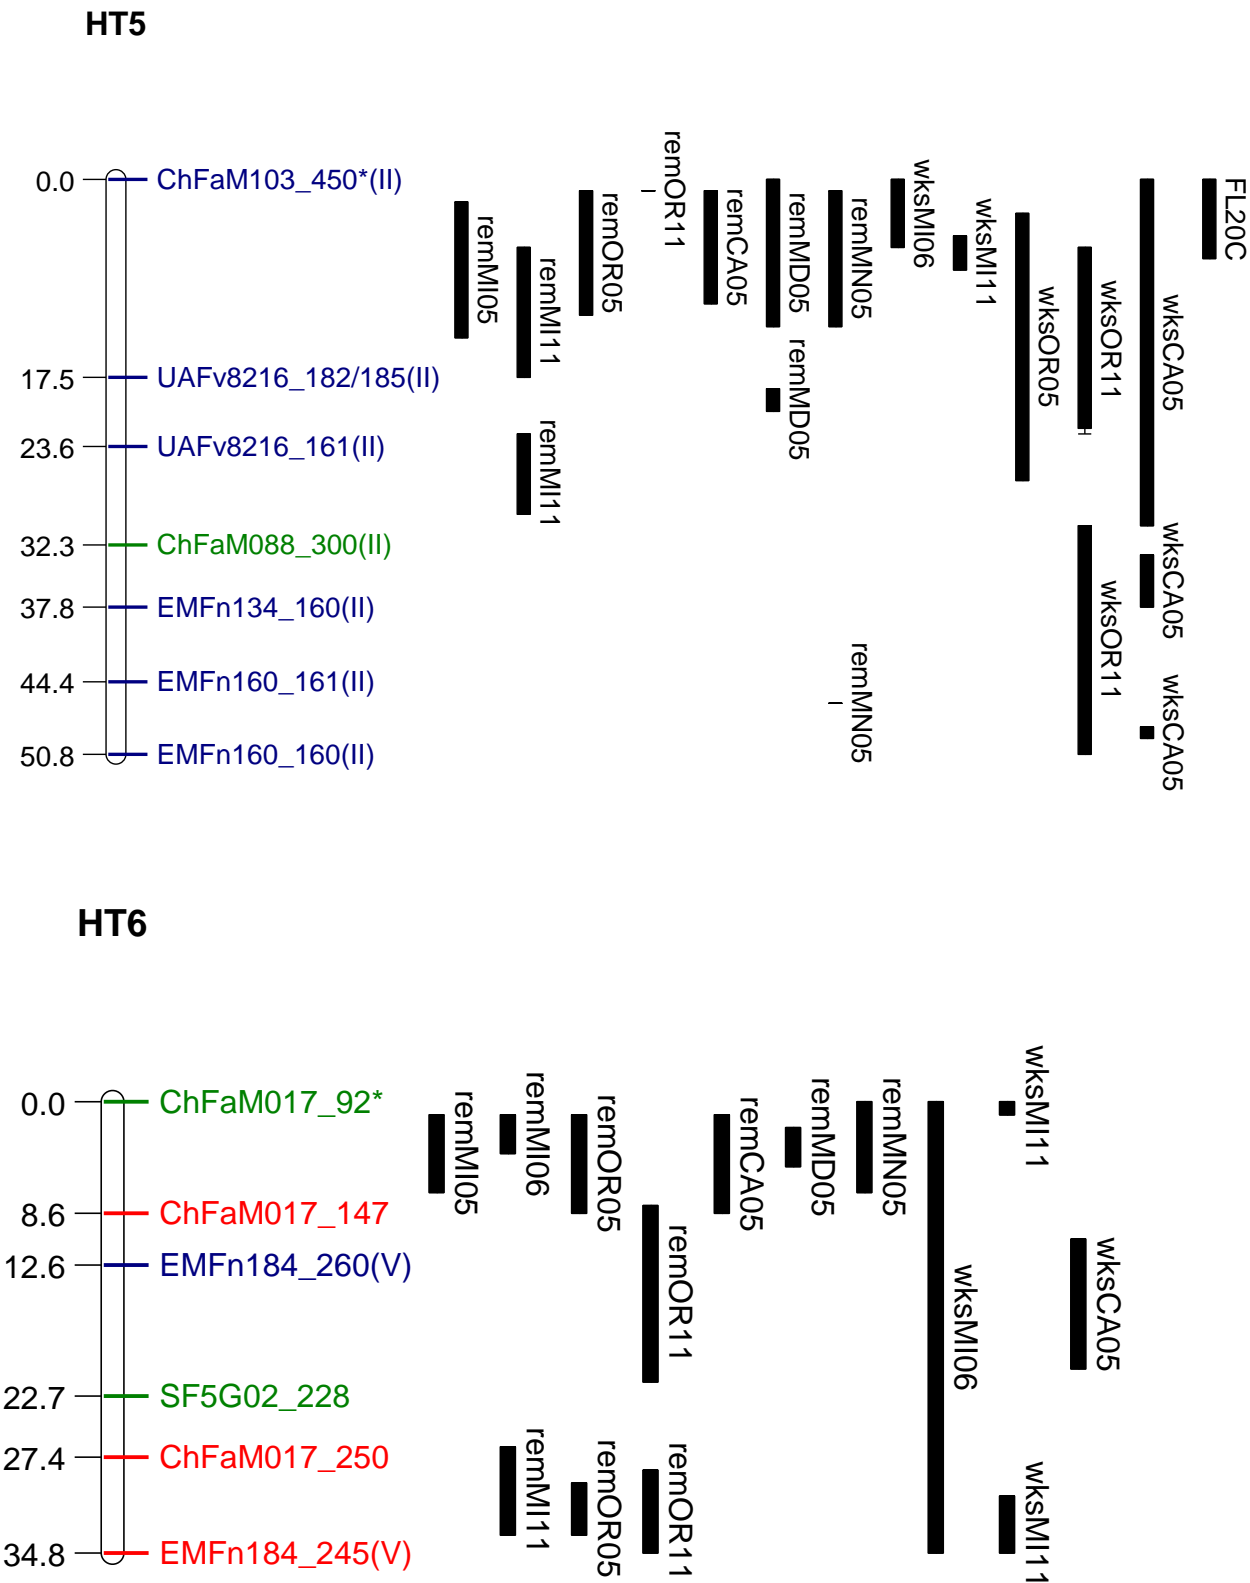 HT5
0.0 ChFaM103_450*(II)
17.5 UAFv8216_182/185(II)
23.6 UAFv8216_161(II)
32.3 ChFaM088_300(II)
37.8 EMFn134_160(II)
44.4 EMFn160_161(II)
50.8 EMFn160_160(II)
remMI05
remMI11
remMI11
remOR05
remOR11
remCA05
remMD05
remMD05
remMN05
remMN05
wksMI06
wksMI11
wksOR05
wksOR11
wksOR11
wksCA05
wksCA05
wksCA05
FL20C
HT6
0.0 ChFaM017_92*
8.6 ChFaM017_147
12.6 EMFn184_260(V)
22.7 SF5G02_228
27.4 ChFaM017_250
34.8 EMFn184_245(V)
remMI05
remMI06
remMI11
remOR05
remOR05
remOR11
remOR11
remCA05
remMD05
remMN05
wksMI06
wksMI11
wksMI11
wksCA05